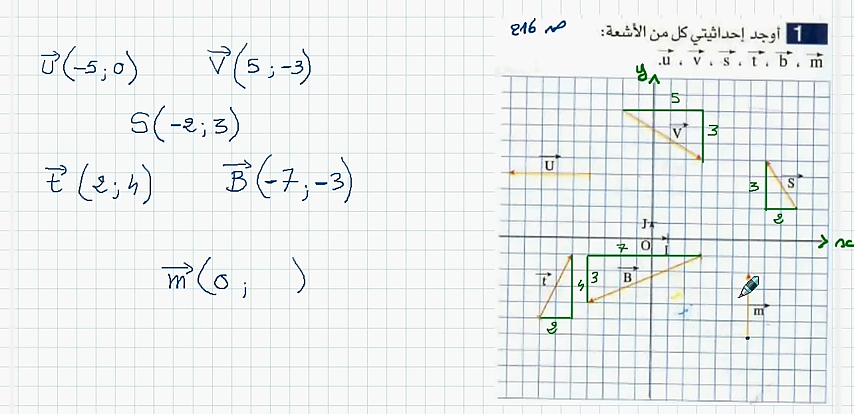 1 أوجد إحداثيتي كل من الأشعة: ص 216
u⃗ ، v⃗ ، s⃗ ، t⃗ ، b⃗ ، m⃗.
U⃗(-5;0) V⃗(5;-3)
S(-2;3)
t⃗(2;4) B⃗(-7;-3)
m⃗(0; )
y
5
V⃗ 3
U⃗
3 S⃗
2
J
O I x
7
t⃗ 4 3 B⃗
m⃗
2